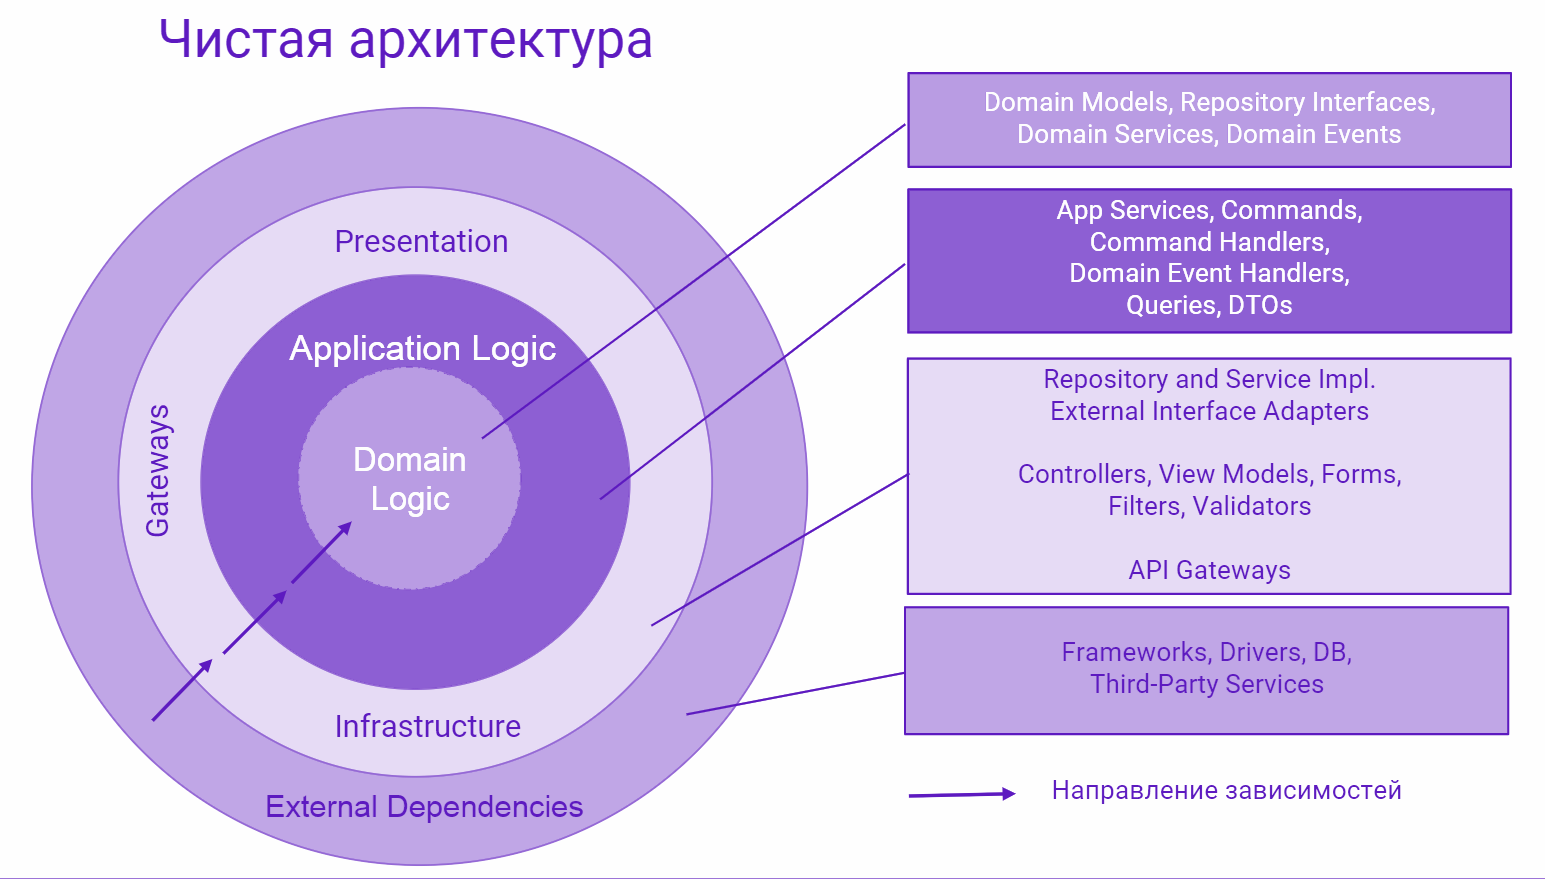 Чистая архитектура
Presentation
Application Logic
Domain
Logic
Gateways
Infrastructure
External Dependencies
Domain Models, Repository Interfaces,
Domain Services, Domain Events
App Services, Commands,
Command Handlers,
Domain Event Handlers,
Queries, DTOs
Repository and Service Impl.
External Interface Adapters
Controllers, View Models, Forms,
Filters, Validators
API Gateways
Frameworks, Drivers, DB,
Third-Party Services
Направление зависимостей